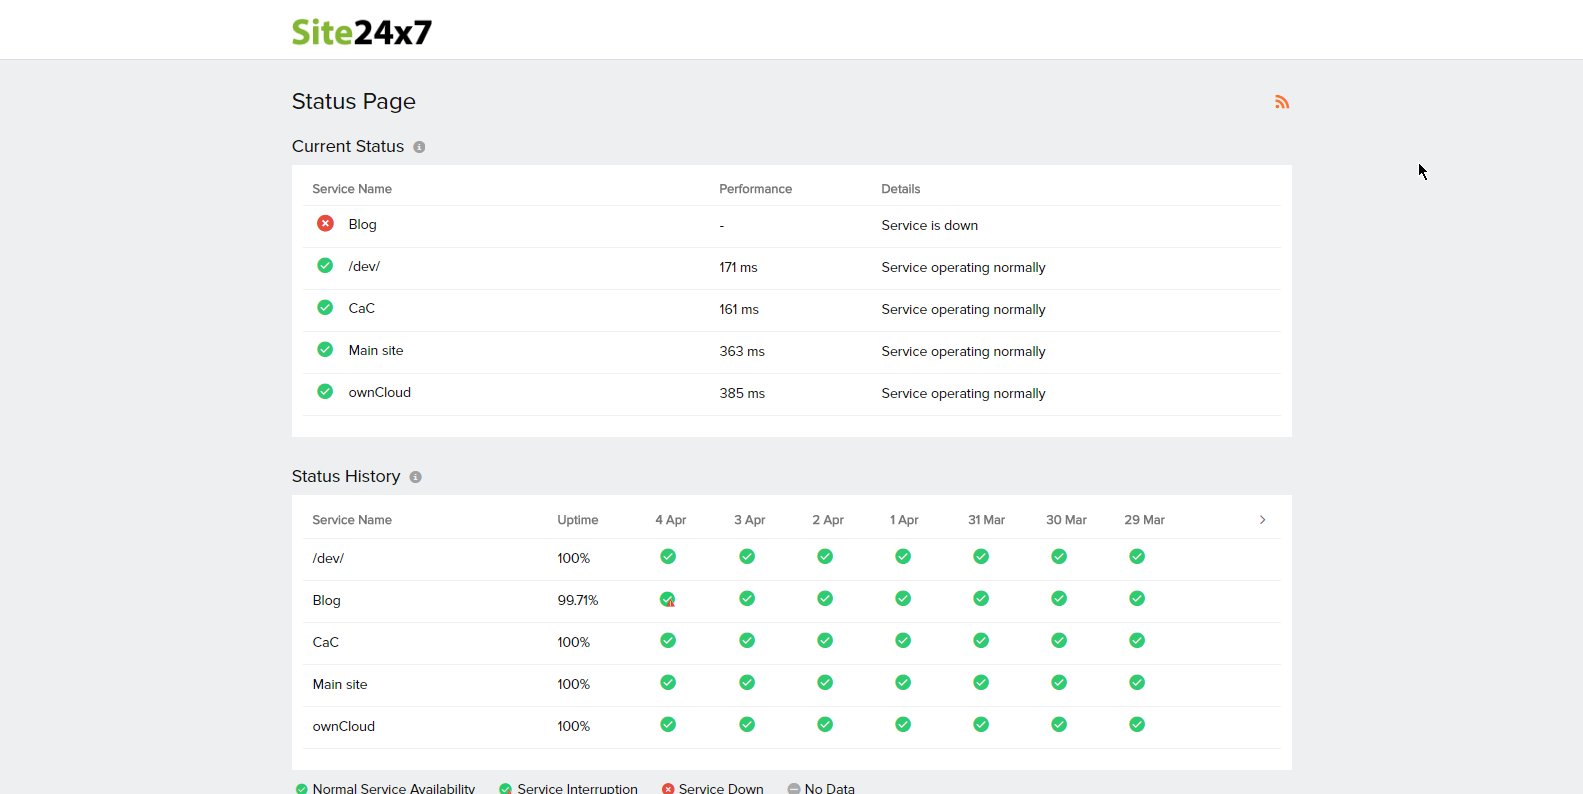 Site24x7
Status Page
Current Status
Service Name Performance Details
Blog - Service is down
/dev/ 171 ms Service operating normally
CaC 161 ms Service operating normally
Main site 363 ms Service operating normally
ownCloud 385 ms Service operating normally
Status History
Service Name Uptime 4 Apr 3 Apr 2 Apr 1 Apr 31 Mar 30 Mar 29 Mar
/dev/ 100%
Blog 99.71%
CaC 100%
Main site 100%
ownCloud 100%
Normal Service Availability Service Interruption Service Down No Data